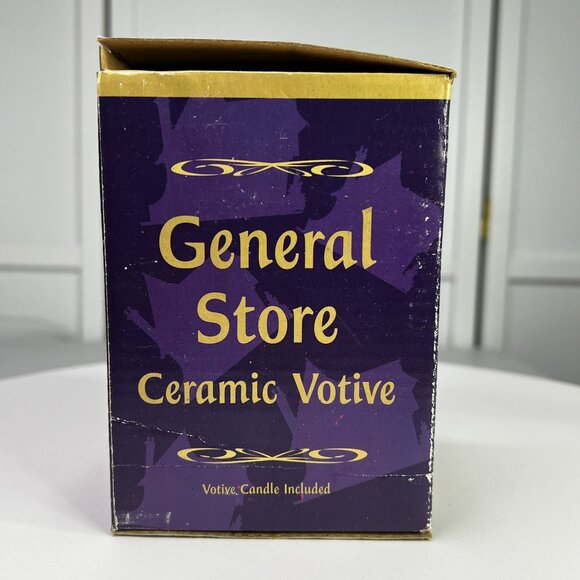 General
Store
Ceramic Votive
Votive Candle Included